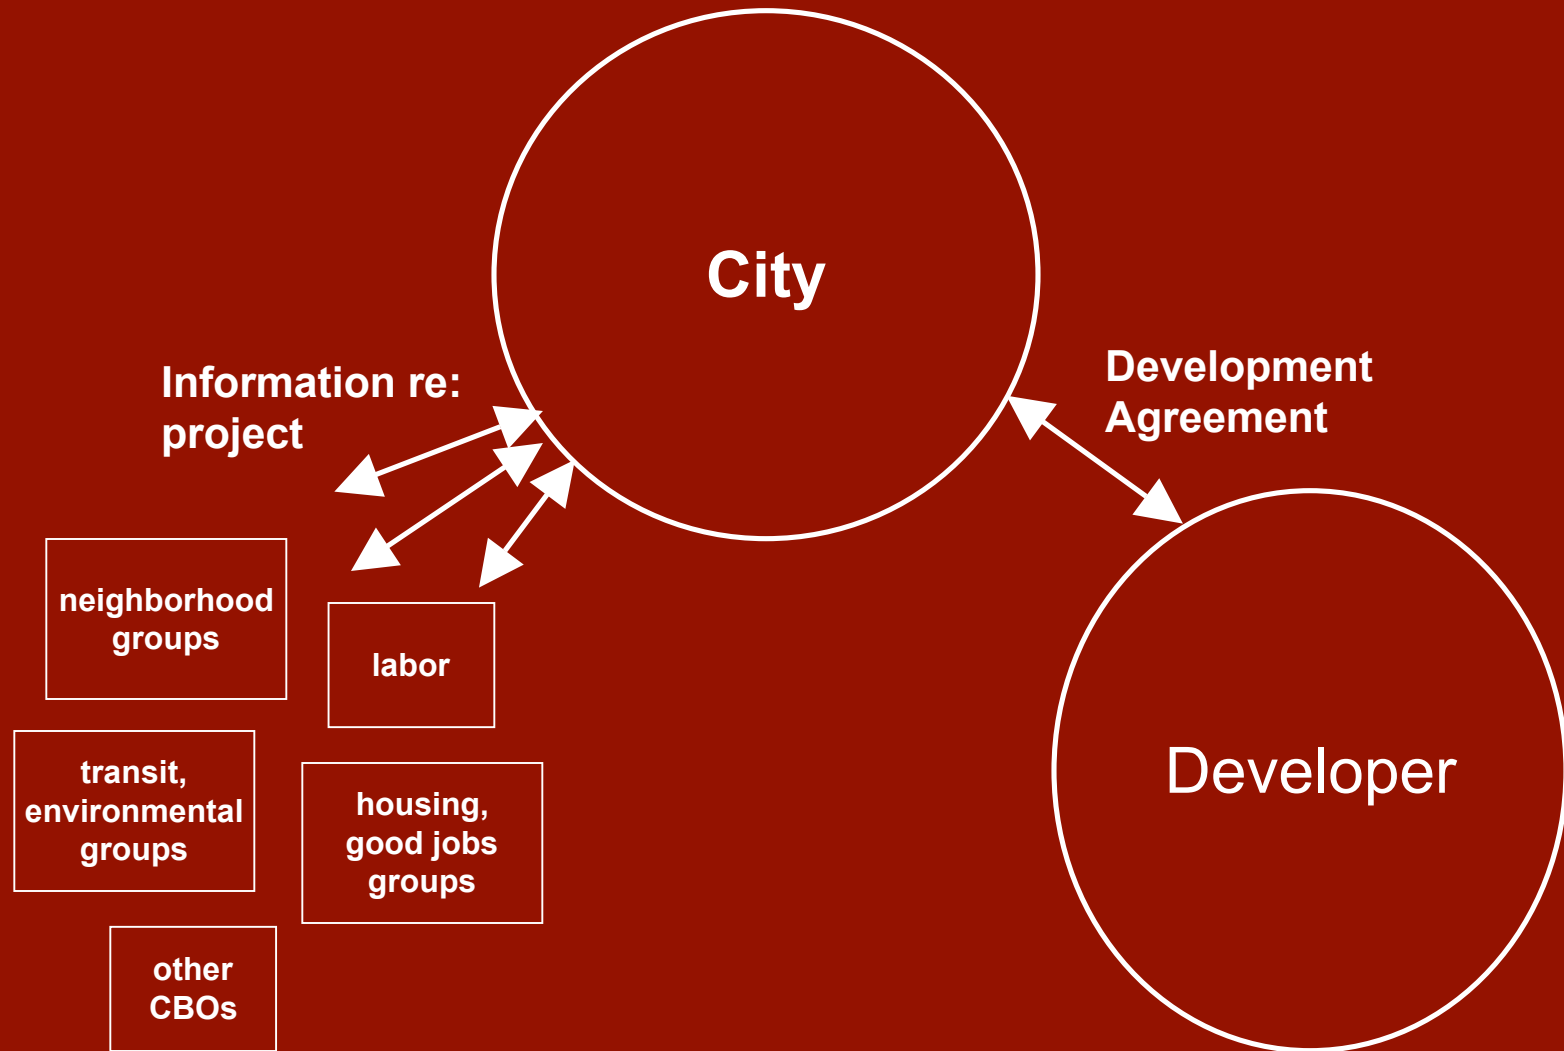 City
Information re:
project
Development
Agreement
neighborhood
groups
labor
transit,
environmental
groups
housing,
good jobs
groups
Developer
other
CBOs